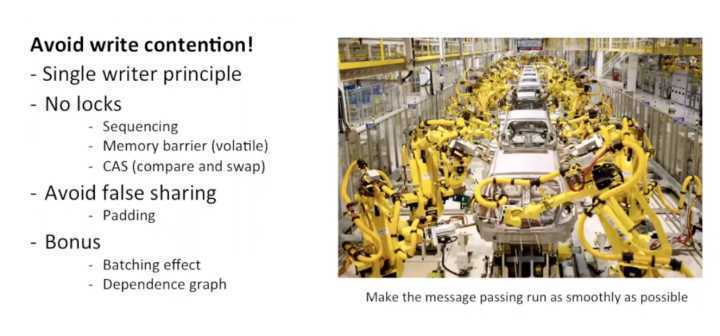 Avoid write contention!
- Single writer principle
- No locks
- Sequencing
- Memory barrier (volatile)
- CAS (compare and swap)
- Avoid false sharing
- Padding
- Bonus
- Batching effect
- Dependence graph
Make the message passing run as smoothly as possible